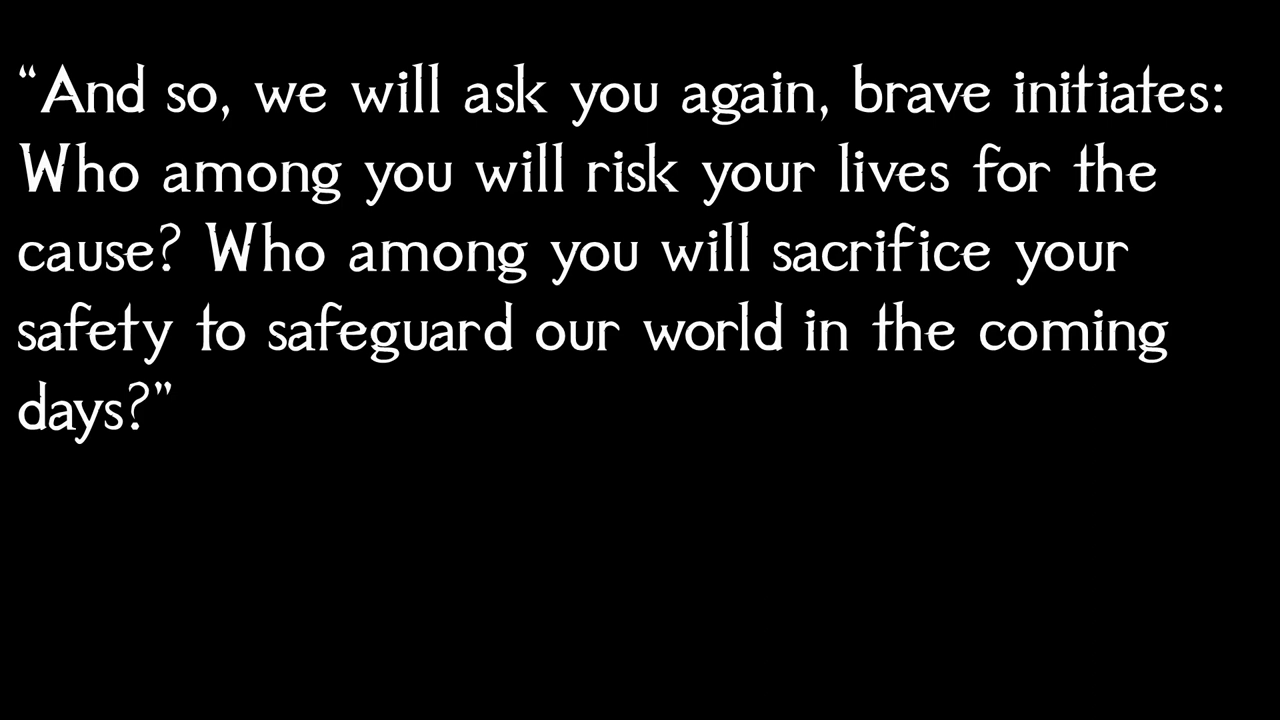 “And so, we will ask you again, brave initiates:
Who among you will risk your lives for the
cause? Who among you will sacrifice your
safety to safeguard our world in the coming
days?”